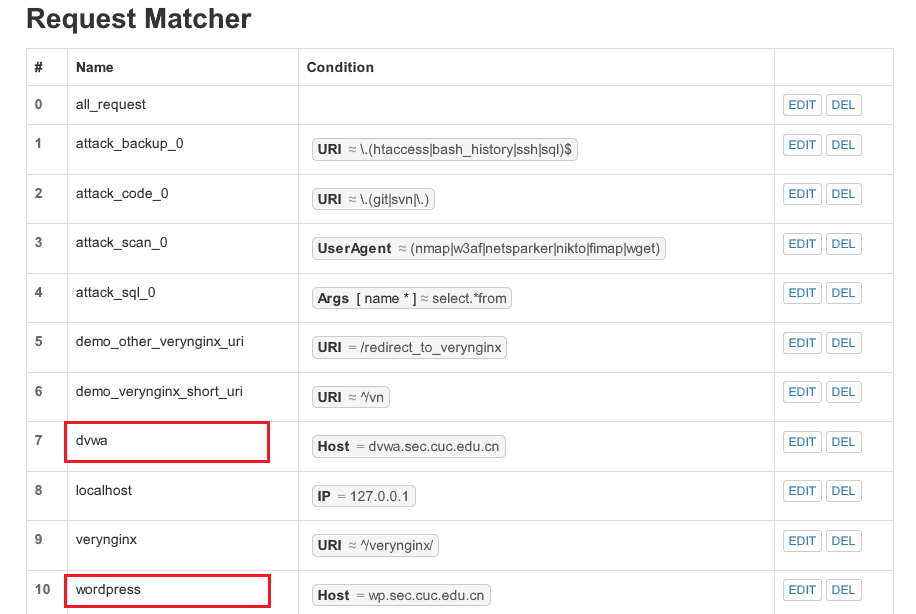 Request Matcher
# Name Condition
0 all_request EDIT DEL
1 attack_backup_0 URI ≈ \.(htaccess|bash_history|ssh|sql)$ EDIT DEL
2 attack_code_0 URI ≈ \.(git|svn|\.) EDIT DEL
3 attack_scan_0 UserAgent ≈ (nmap|w3af|netsparker|nikto|fimap|wget) EDIT DEL
4 attack_sql_0 Args [ name * ] ≈ select.*from EDIT DEL
5 demo_other_verynginx_uri URI = /redirect_to_verynginx EDIT DEL
6 demo_verynginx_short_uri URI ≈ ^/vn EDIT DEL
7 dvwa Host = dvwa.sec.cuc.edu.cn EDIT DEL
8 localhost IP = 127.0.0.1 EDIT DEL
9 verynginx URI ≈ ^/verynginx/ EDIT DEL
10 wordpress Host = wp.sec.cuc.edu.cn EDIT DEL